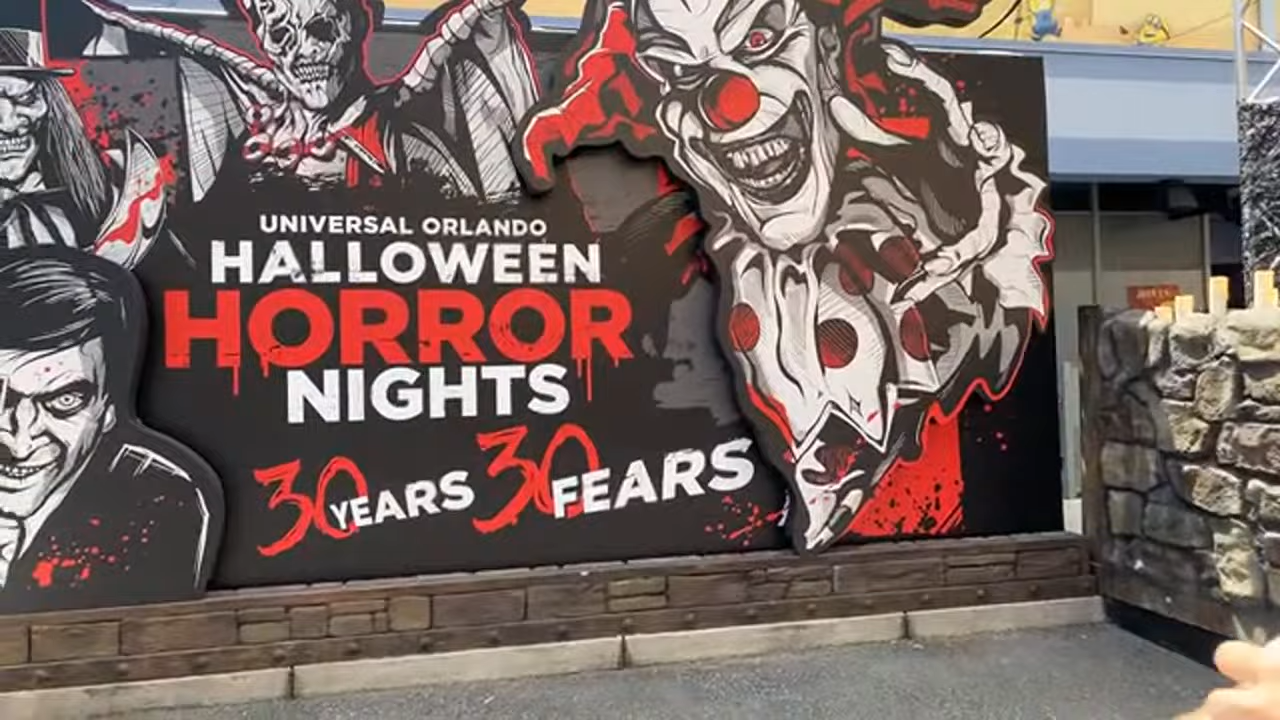 UNIVERSAL ORLANDO
HALLOWEEN
HORROR
NIGHTS
30 YEARS 30 FEARS